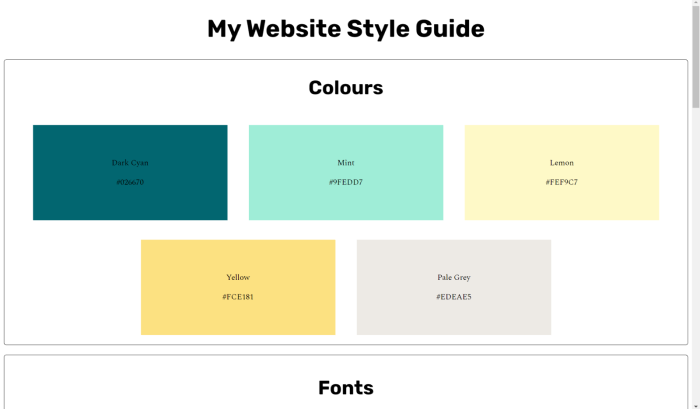 My Website Style Guide
Colours
Dark Cyan
#026670
Mint
#9FEDD7
Lemon
#FEF9C7
Yellow
#FCE181
Pale Grey
#EDEAE5
Fonts